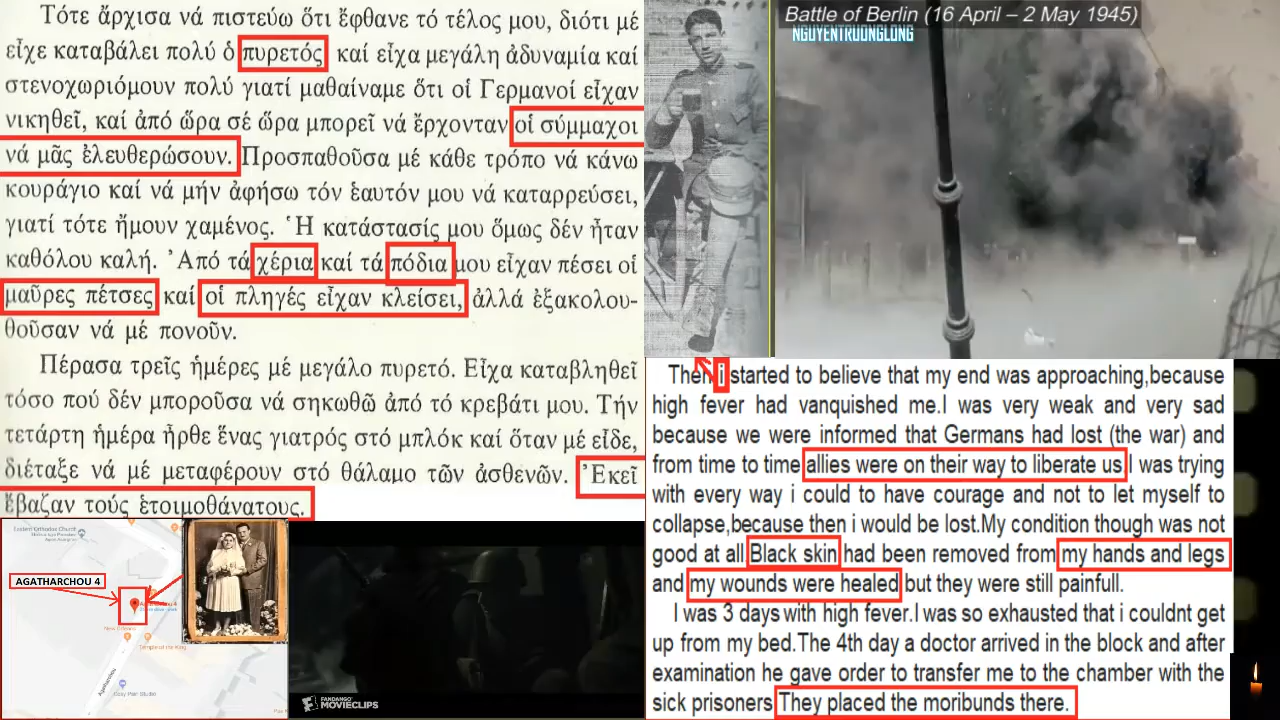 Τότε ἄρχισα νά πιστεύω ὅτι ἔφθανε τό τέλος μου, διότι μέ
εἶχε καταβάλει πολύ ὁ πυρετός καί εἶχα μεγάλη ἀδυναμία καί
στενοχωριόμουν πολύ γιατί μαθαίναμε ὅτι οἱ Γερμανοί εἶχαν
νικηθεῖ, καί ἀπό ὥρα σέ ὥρα μπορεῖ νά ἔρχονταν οἱ σύμμαχοι
νά μᾶς ἐλευθερώσουν. Προσπαθοῦσα μέ κάθε τρόπο νά κάνω
κουράγιο καί νά μήν ἀφήσω τόν ἑαυτόν μου νά καταρρεύσει,
γιατί τότε ἤμουν χαμένος. Ἡ κατάστασίς μου ὅμως δέν ἦταν
καθόλου καλή. Ἀπό τά χέρια καί τά πόδια μου εἶχαν πέσει οἱ
μαῦρες πέτσες καί οἱ πληγές εἶχαν κλείσει, ἀλλά ἐξακολου-
θοῦσαν νά μέ πονοῦν.
Πέρασα τρεῖς ἡμέρες μέ μεγάλο πυρετό. Εἶχα καταβληθεῖ
τόσο πού δέν μποροῦσα νά σηκωθῶ ἀπό τό κρεβάτι μου. Τήν
τετάρτη ἡμέρα ἦρθε ἕνας γιατρός στό μπλόκ καί ὅταν μέ εἶδε,
διέταξε νά μέ μεταφέρουν στό θάλαμο τῶν ἀσθενῶν. Ἐκεῖ
ἔβαζαν τούς ἑτοιμοθάνατους.
Battle of Berlin (16 April – 2 May 1945)
NGUYENTRUONGLONG
Then i started to believe that my end was approaching,because
high fever had vanquished me.I was very weak and very sad
because we were informed that Germans had lost (the war) and
from time to time allies were on their way to liberate us I was trying
with every way i could to have courage and not to let myself to
collapse,because then i would be lost.My condition though was not
good at all Black skin had been removed from my hands and legs
and my wounds were healed but they were still painfull.
I was 3 days with high fever.I was so exhausted that i couldnt get
up from my bed.The 4th day a doctor arrived in the block and after
examination he gave order to transfer me to the chamber with the
sick prisoners They placed the moribunds there.
Eastern Orthodox Church
AGATHARCHOU 4
Temple of the King
Easy Pain Studio
FANDANGO
MOVIECLIPS